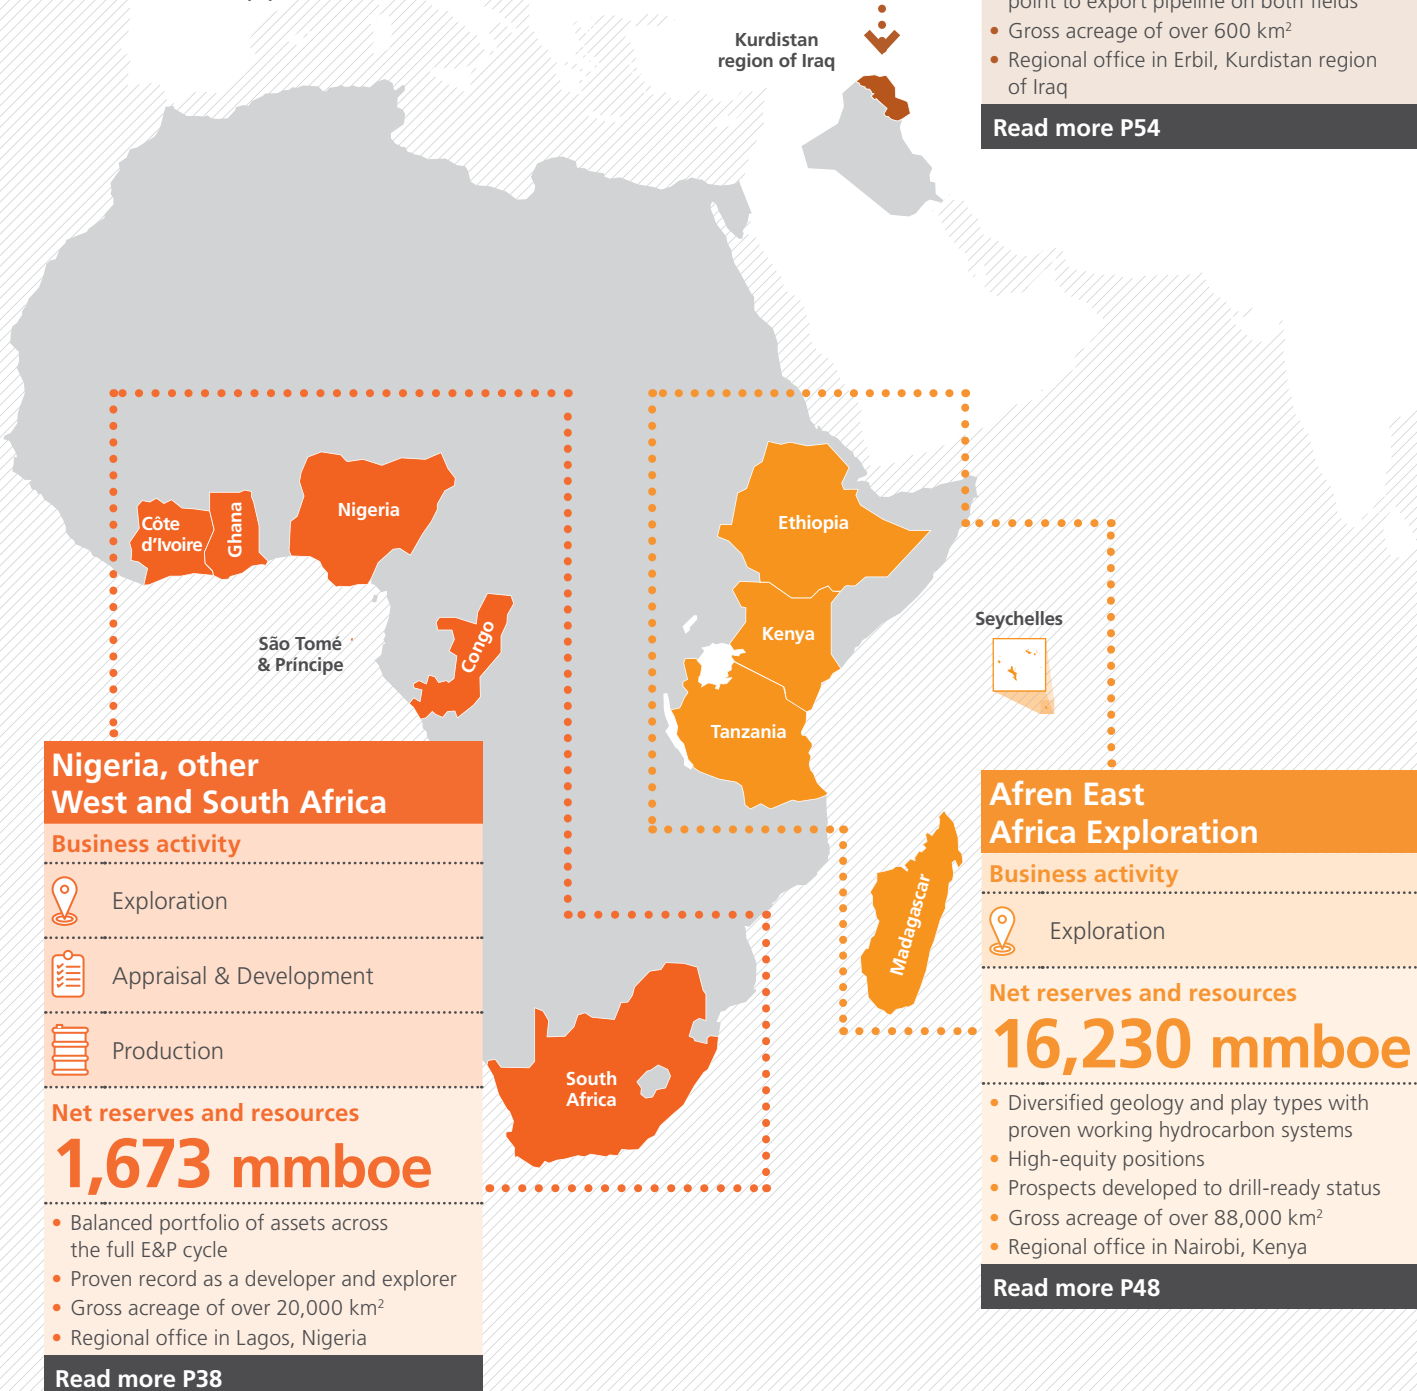 point to export pipeline on both fields
• Gross acreage of over 600 km²
• Regional office in Erbil, Kurdistan region
of Iraq
Read more P54
Kurdistan
region of Iraq
Côte
d'Ivoire
Ghana
Nigeria
Congo
São Tomé
& Príncipe
Ethiopia
Kenya
Tanzania
Seychelles
Madagascar
South
Africa
Nigeria, other
West and South Africa
Business activity
Exploration
Appraisal & Development
Production
Net reserves and resources
1,673 mmboe
• Balanced portfolio of assets across
the full E&P cycle
• Proven record as a developer and explorer
• Gross acreage of over 20,000 km²
• Regional office in Lagos, Nigeria
Read more P38
Afren East
Africa Exploration
Business activity
Exploration
Net reserves and resources
16,230 mmboe
• Diversified geology and play types with
proven working hydrocarbon systems
• High-equity positions
• Prospects developed to drill-ready status
• Gross acreage of over 88,000 km²
• Regional office in Nairobi, Kenya
Read more P48